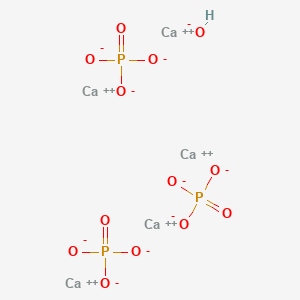 H
O
Ca ++ - O
O - P O -
Ca ++ O -
Ca ++
O - O -
P
Ca ++ - O O
O
O - P O -
Ca ++ O -